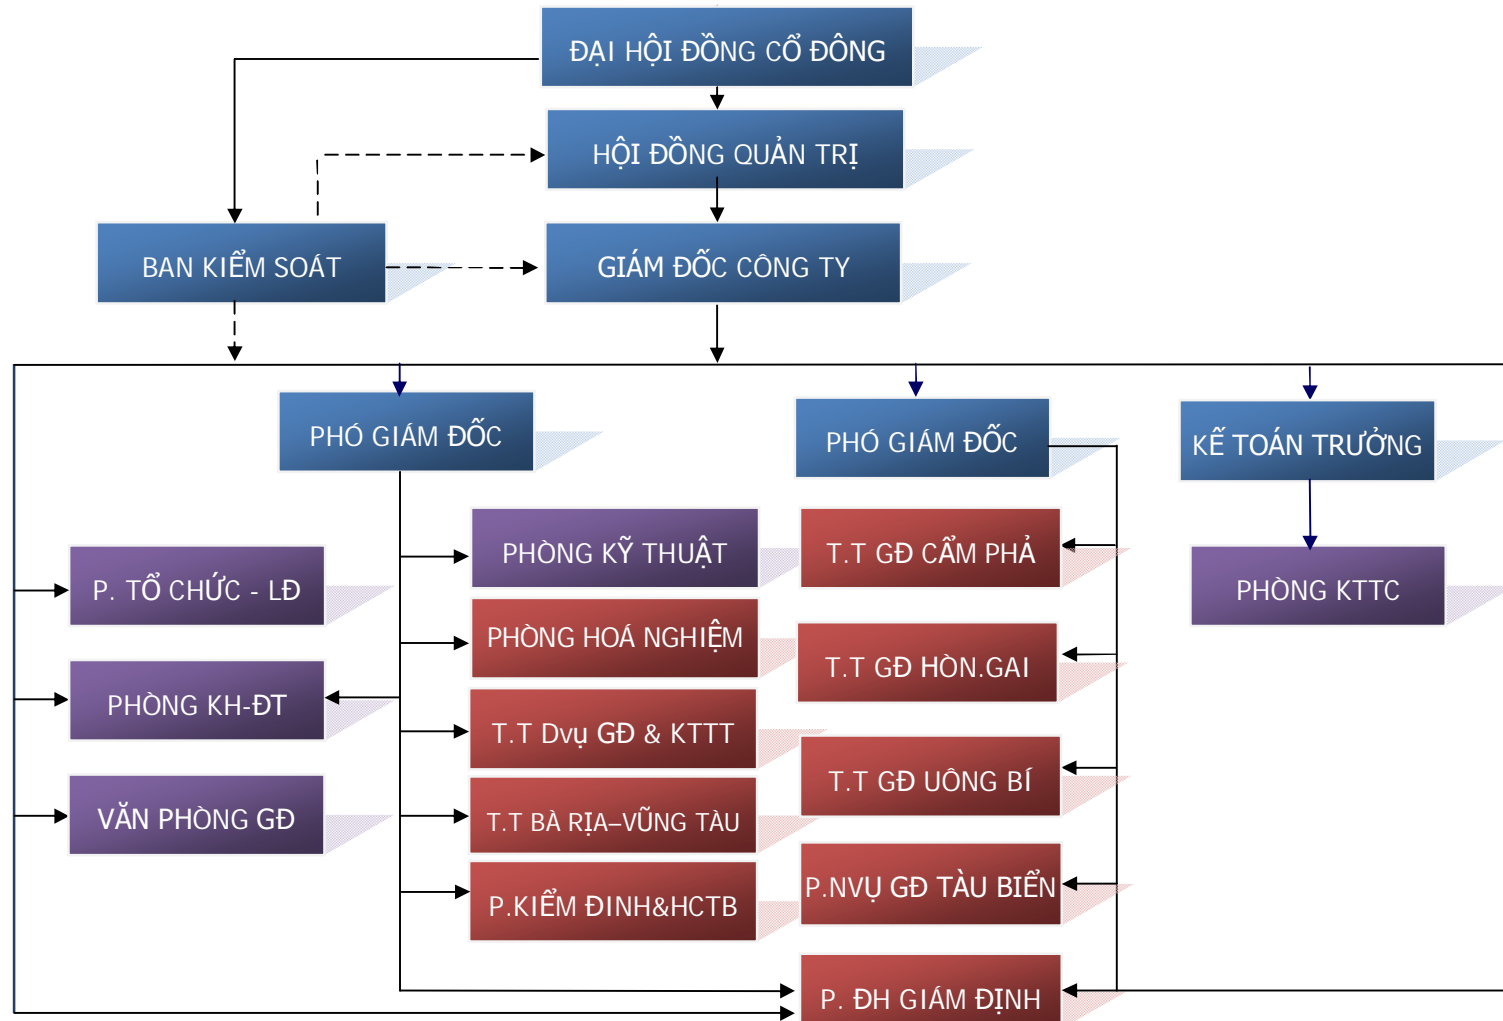 ĐẠI HỘI ĐỒNG CỔ ĐÔNG
HỘI ĐỒNG QUẢN TRỊ
BAN KIỂM SOÁT
GIÁM ĐỐC CÔNG TY
PHÓ GIÁM ĐỐC
PHÓ GIÁM ĐỐC
KẾ TOÁN TRƯỞNG
P. TỔ CHỨC - LĐ
PHÒNG KH-ĐT
VĂN PHÒNG GĐ
PHÒNG KỸ THUẬT
PHÒNG HOÁ NGHIỆM
T.T Dvụ GĐ & KTTT
T.T BÀ RỊA–VŨNG TÀU
P.KIỂM ĐINH&HCTB
T.T GĐ CẨM PHẢ
T.T GĐ HÒN.GAI
T.T GĐ UÔNG BÍ
P.NVỤ GĐ TÀU BIỂN
P. ĐH GIÁM ĐỊNH
PHÒNG KTTC